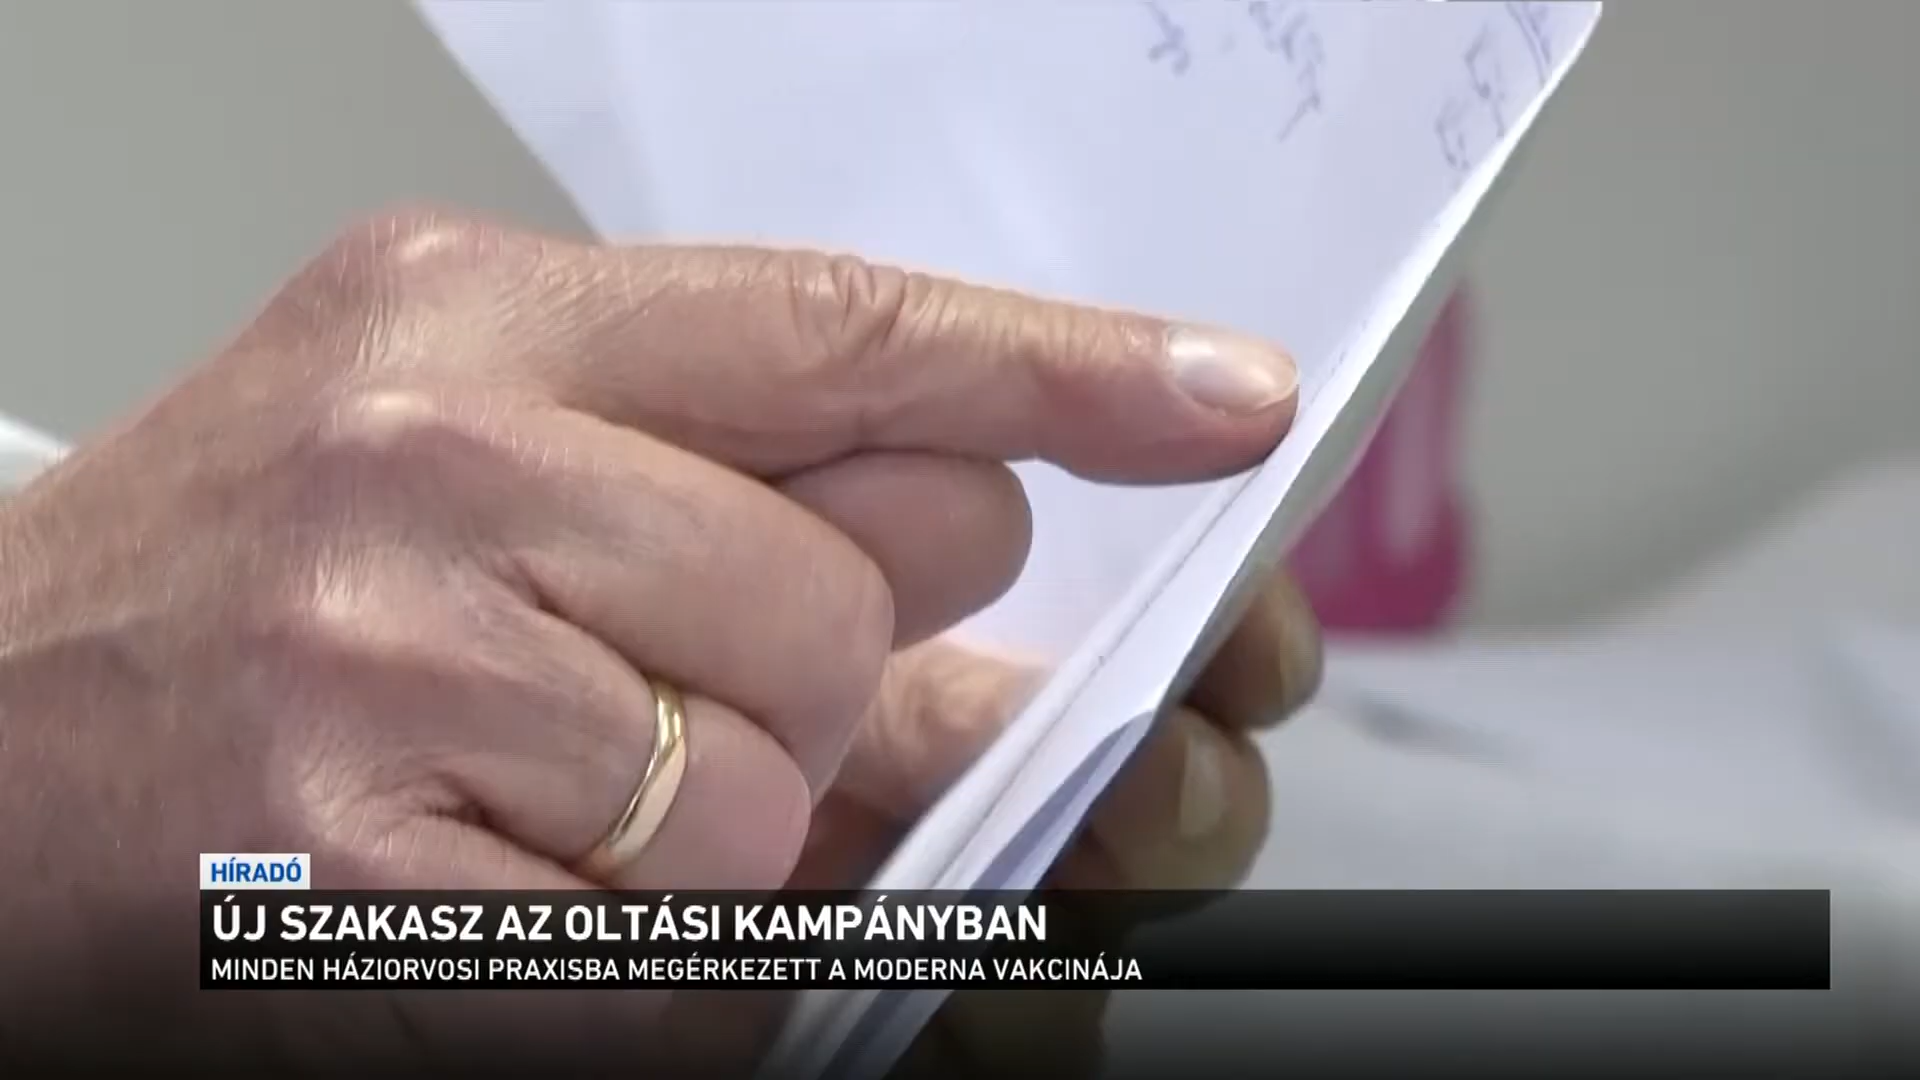 HÍRADÓ
ÚJ SZAKASZ AZ OLTÁSI KAMPÁNYBAN
MINDEN HÁZIORVOSI PRAXISBA MEGÉRKEZETT A MODERNA VAKCINÁJA